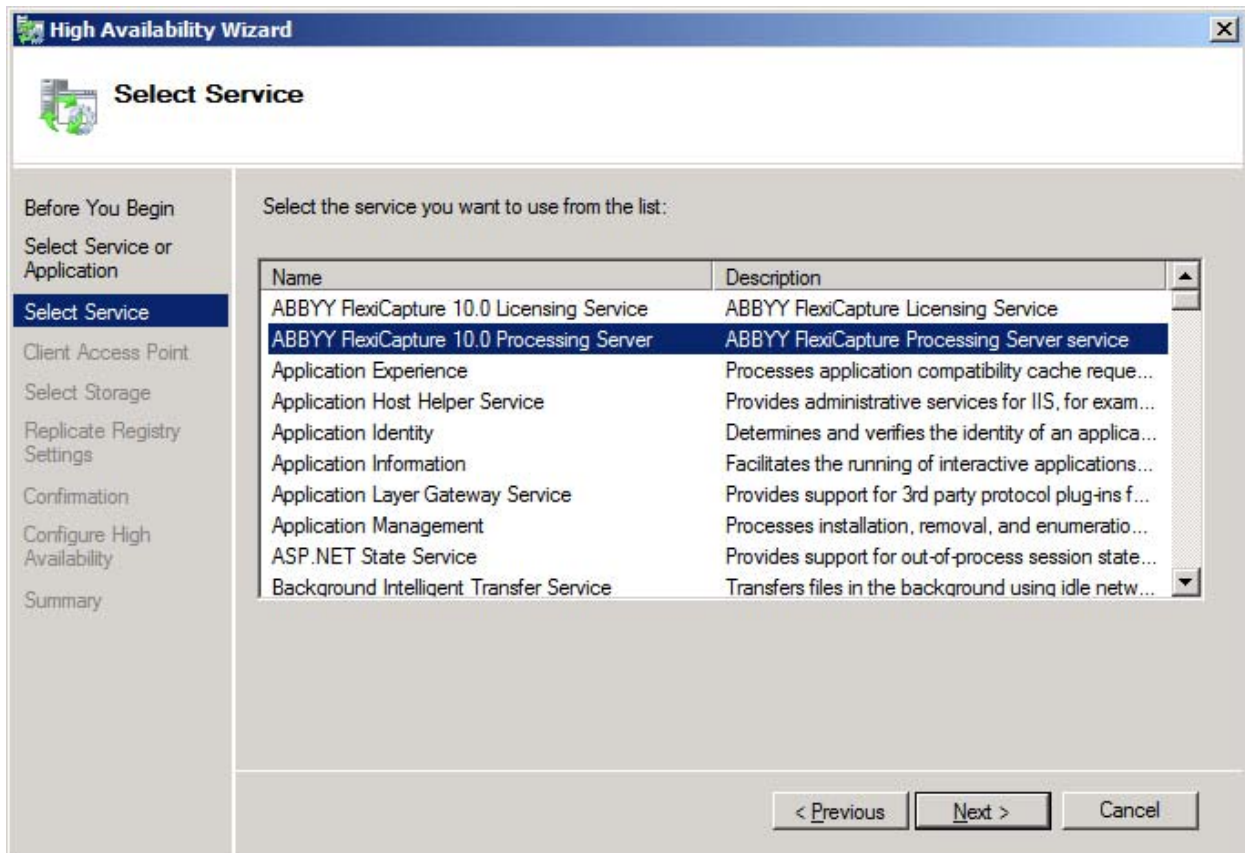 High Availability Wizard
Select Service
Before You Begin
Select Service or
Application
Select Service
Client Access Point
Select Storage
Replicate Registry
Settings
Confirmation
Configure High
Availability
Summary
Select the service you want to use from the list:
Name Description
ABBYY FlexiCapture 10.0 Licensing Service ABBYY FlexiCapture Licensing Service
ABBYY FlexiCapture 10.0 Processing Server ABBYY FlexiCapture Processing Server service
Application Experience Processes application compatibility cache reque...
Application Host Helper Service Provides administrative services for IIS, for exam...
Application Identity Determines and verifies the identity of an applica...
Application Information Facilitates the running of interactive applications...
Application Layer Gateway Service Provides support for 3rd party protocol plug-ins f...
Application Management Processes installation, removal, and enumeratio...
ASP.NET State Service Provides support for out-of-process session state...
Background Intelligent Transfer Service Transfers files in the background using idle netw...
< Previous Next > Cancel